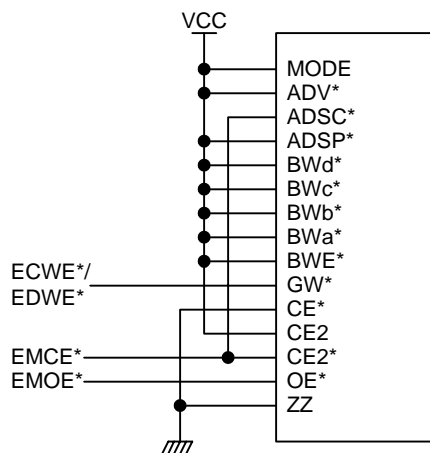 VCC
MODE
ADV*
ADSC*
ADSP*
BWd*
BWc*
BWb*
BWa*
BWE*
ECWE*/
EDWE*
GW*
CE*
CE2
EMCE*
CE2*
EMOE*
OE*
ZZ